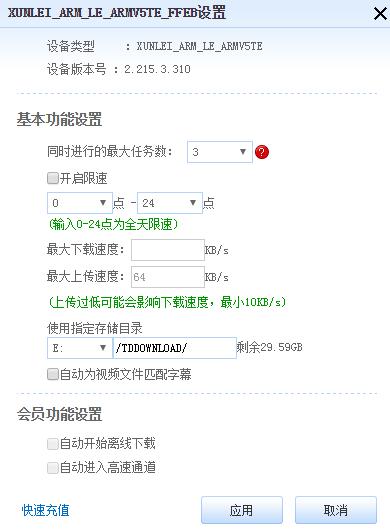 XUNLEI_ARM_LE_ARMV5TE_FFEB设置
设备类型 : XUNLEI_ARM_LE_ARMV5TE
设备版本号 : 2.215.3.310
基本功能设置
同时进行的最大任务数: 3
开启限速
0 点 - 24 点
(输入0-24点为全天限速)
最大下载速度: KB/s
最大上传速度: 64 KB/s
(上传过低可能会影响下载速度，最小10KB/s)
使用指定存储目录
E: /TDDOWNLOAD/ 剩余29.59GB
自动为视频文件匹配字幕
会员功能设置
自动开始离线下载
自动进入高速通道
快速充值 应用 取消